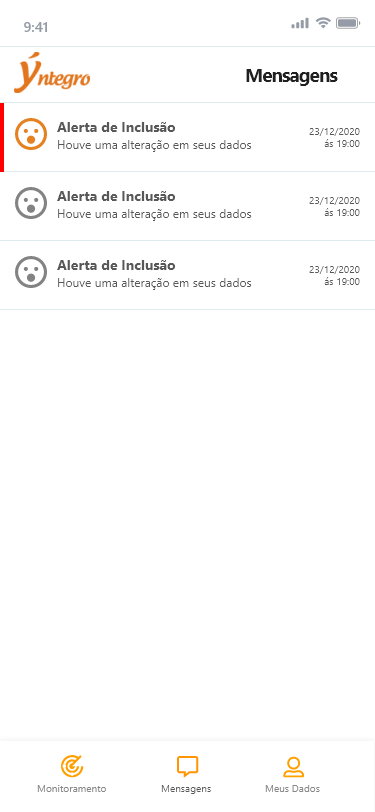 9:41
Ýntegro
Mensagens
Alerta de Inclusão
Houve uma alteração em seus dados
23/12/2020
ás 19:00
Alerta de Inclusão
Houve uma alteração em seus dados
23/12/2020
ás 19:00
Alerta de Inclusão
Houve uma alteração em seus dados
23/12/2020
ás 19:00
Monitoramento
Mensagens
Meus Dados